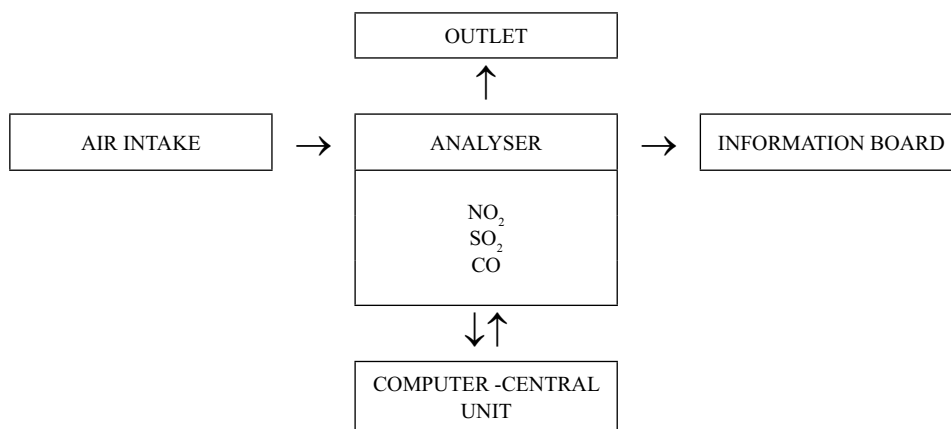 OUTLET
AIR INTAKE
ANALYSER
INFORMATION BOARD
NO₂
SO₂
CO
COMPUTER -CENTRAL
UNIT